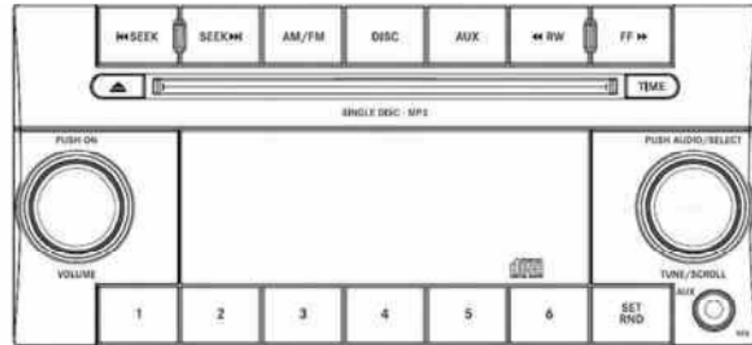 SEEK
SEEK
AM/FM
DISC
AUX
RW
FF
TIME
SINGLE DISC - MP3
PUSH ON
PUSH AUDIO/SELECT
VOLUME
TUNE/SCROLL
1
2
3
4
5
6
SET
RND
AUX